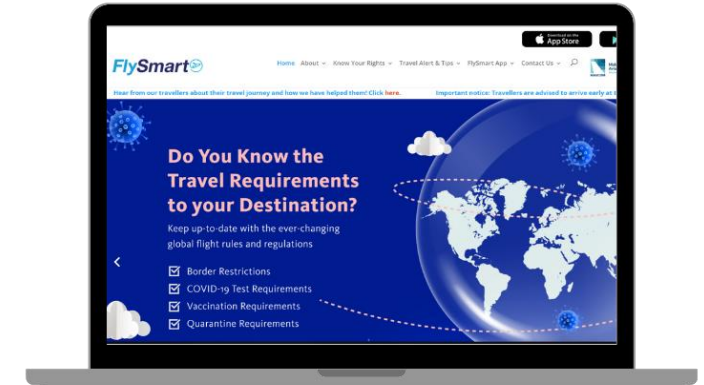 Download on the
App Store
FlySmart
Home About Know Your Rights Travel Alert & Tips FlySmart App Contact Us
Hear from our travellers about their travel journey and how we have helped them! Click here. Important notice: Travellers are advised to arrive early at
Do You Know the
Travel Requirements
to your Destination?
Keep up-to-date with the ever-changing
global flight rules and regulations
Border Restrictions
COVID-19 Test Requirements
Vaccination Requirements
Quarantine Requirements